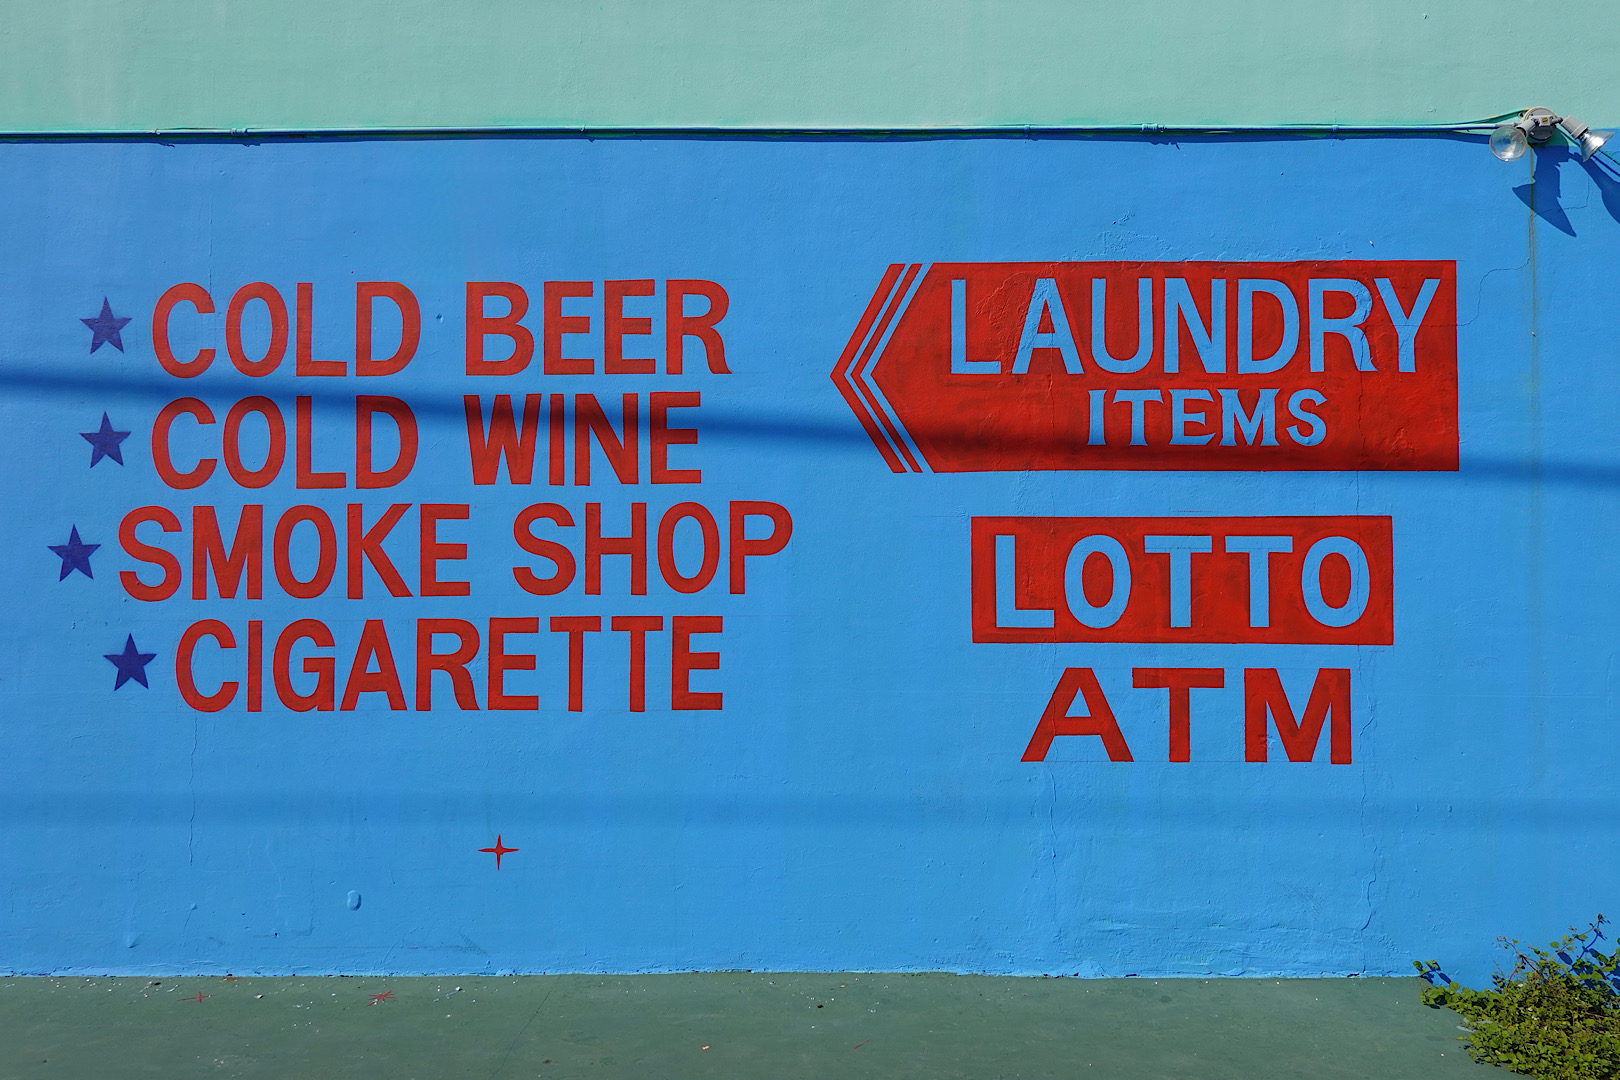 COLD BEER
COLD WINE
SMOKE SHOP
CIGARETTE
LAUNDRY
ITEMS
LOTTO
ATM